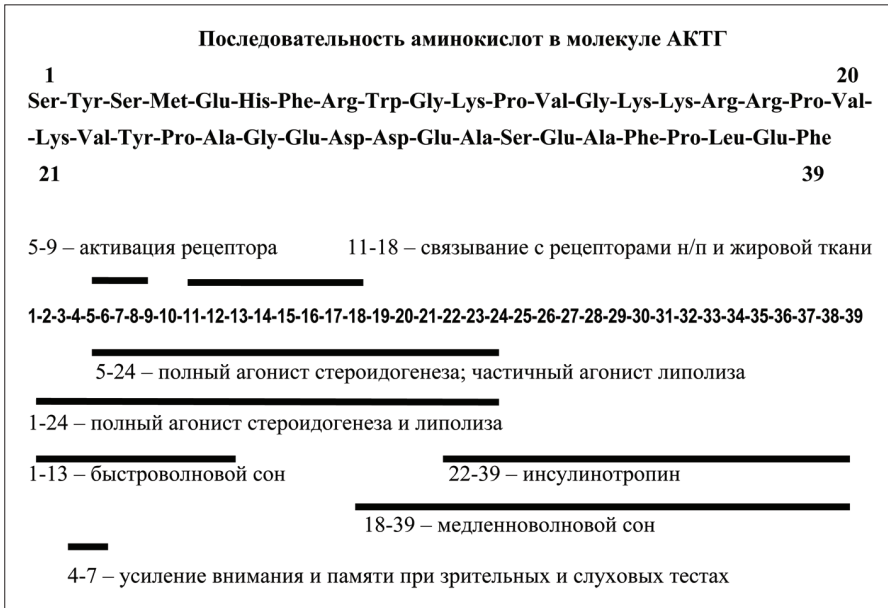 Последовательность аминокислот в молекуле АКТГ
1 20
Ser-Tyr-Ser-Met-Glu-His-Phe-Arg-Trp-Gly-Lys-Pro-Val-Gly-Lys-Lys-Arg-Arg-Pro-Val-
-Lys-Val-Tyr-Pro-Ala-Gly-Glu-Asp-Asp-Glu-Ala-Ser-Glu-Ala-Phe-Pro-Leu-Glu-Phe
21 39
5-9 – активация рецептора 11-18 – связывание с рецепторами н/п и жировой ткани
1-2-3-4-5-6-7-8-9-10-11-12-13-14-15-16-17-18-19-20-21-22-23-24-25-26-27-28-29-30-31-32-33-34-35-36-37-38-39
5-24 – полный агонист стероидогенеза; частичный агонист липолиза
1-24 – полный агонист стероидогенеза и липолиза
1-13 – быстроволновой сон 22-39 – инсулинотропин
18-39 – медленноволновой сон
4-7 – усиление внимания и памяти при зрительных и слуховых тестах